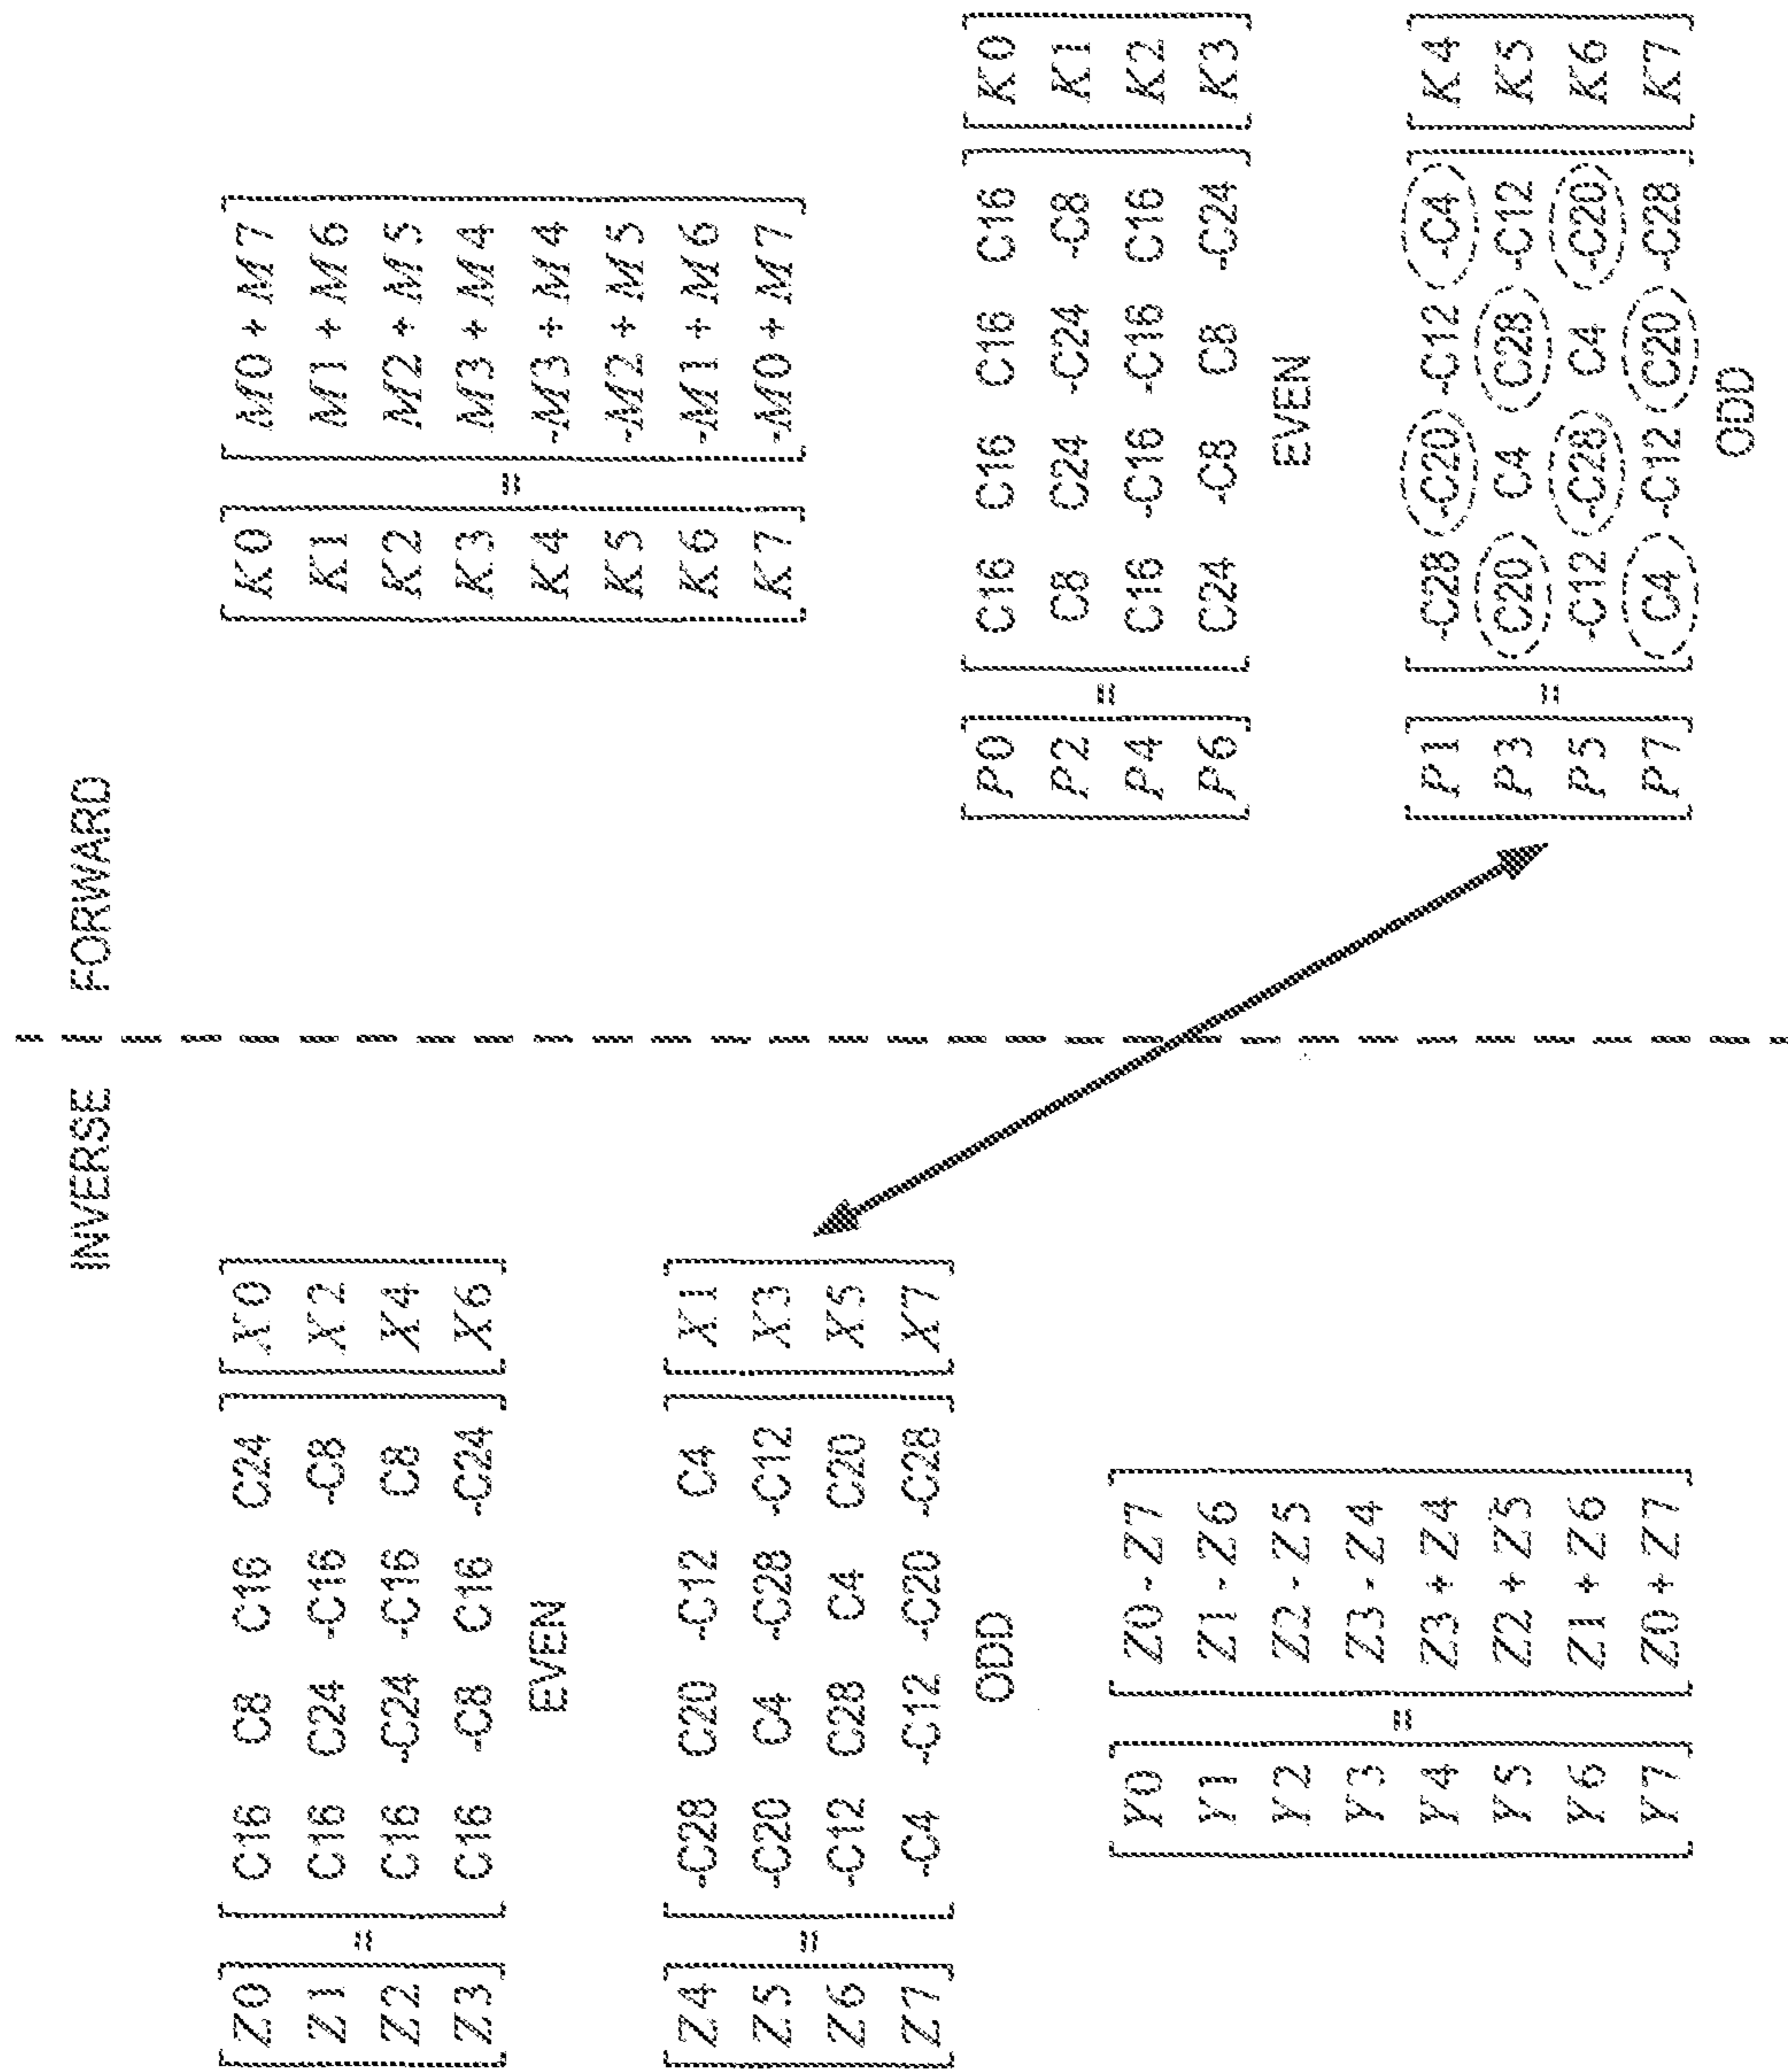 INVERSE
Z0 = C16 C8 C16 C24 X0
Z1 C16 C24 -C16 -C8 X2
Z2 C16 -C24 -C16 C8 X4
Z3 C16 -C8 C16 -C24 X6
EVEN
Z4 = -C28 C20 -C12 C4 X1
Z5 -C20 C4 -C28 -C12 X3
Z6 -C12 C28 C4 C20 X5
Z7 -C4 -C12 -C20 -C28 X7
ODD
Y0 = Z0 - Z7
Y1 Z1 - Z6
Y2 Z2 - Z5
Y3 Z3 - Z4
Y4 Z3 + Z4
Y5 Z2 + Z5
Y6 Z1 + Z6
Y7 Z0 + Z7
FORWARD
K0 = M0 + M7
K1 M1 + M6
K2 M2 + M5
K3 M3 + M4
K4 -M3 + M4
K5 -M2 + M5
K6 -M1 + M6
K7 -M0 + M7
P0 = C16 C16 C16 C16 K0
P2 C8 C24 -C24 -C8 K1
P4 C16 -C16 -C16 C16 K2
P6 C24 -C8 C8 -C24 K3
EVEN
P1 = -C28 -C20 -C12 -C4 K4
P3 C20 C4 C28 -C12 K5
P5 -C12 -C28 C4 -C20 K6
P7 C4 -C12 C20 -C28 K7
ODD